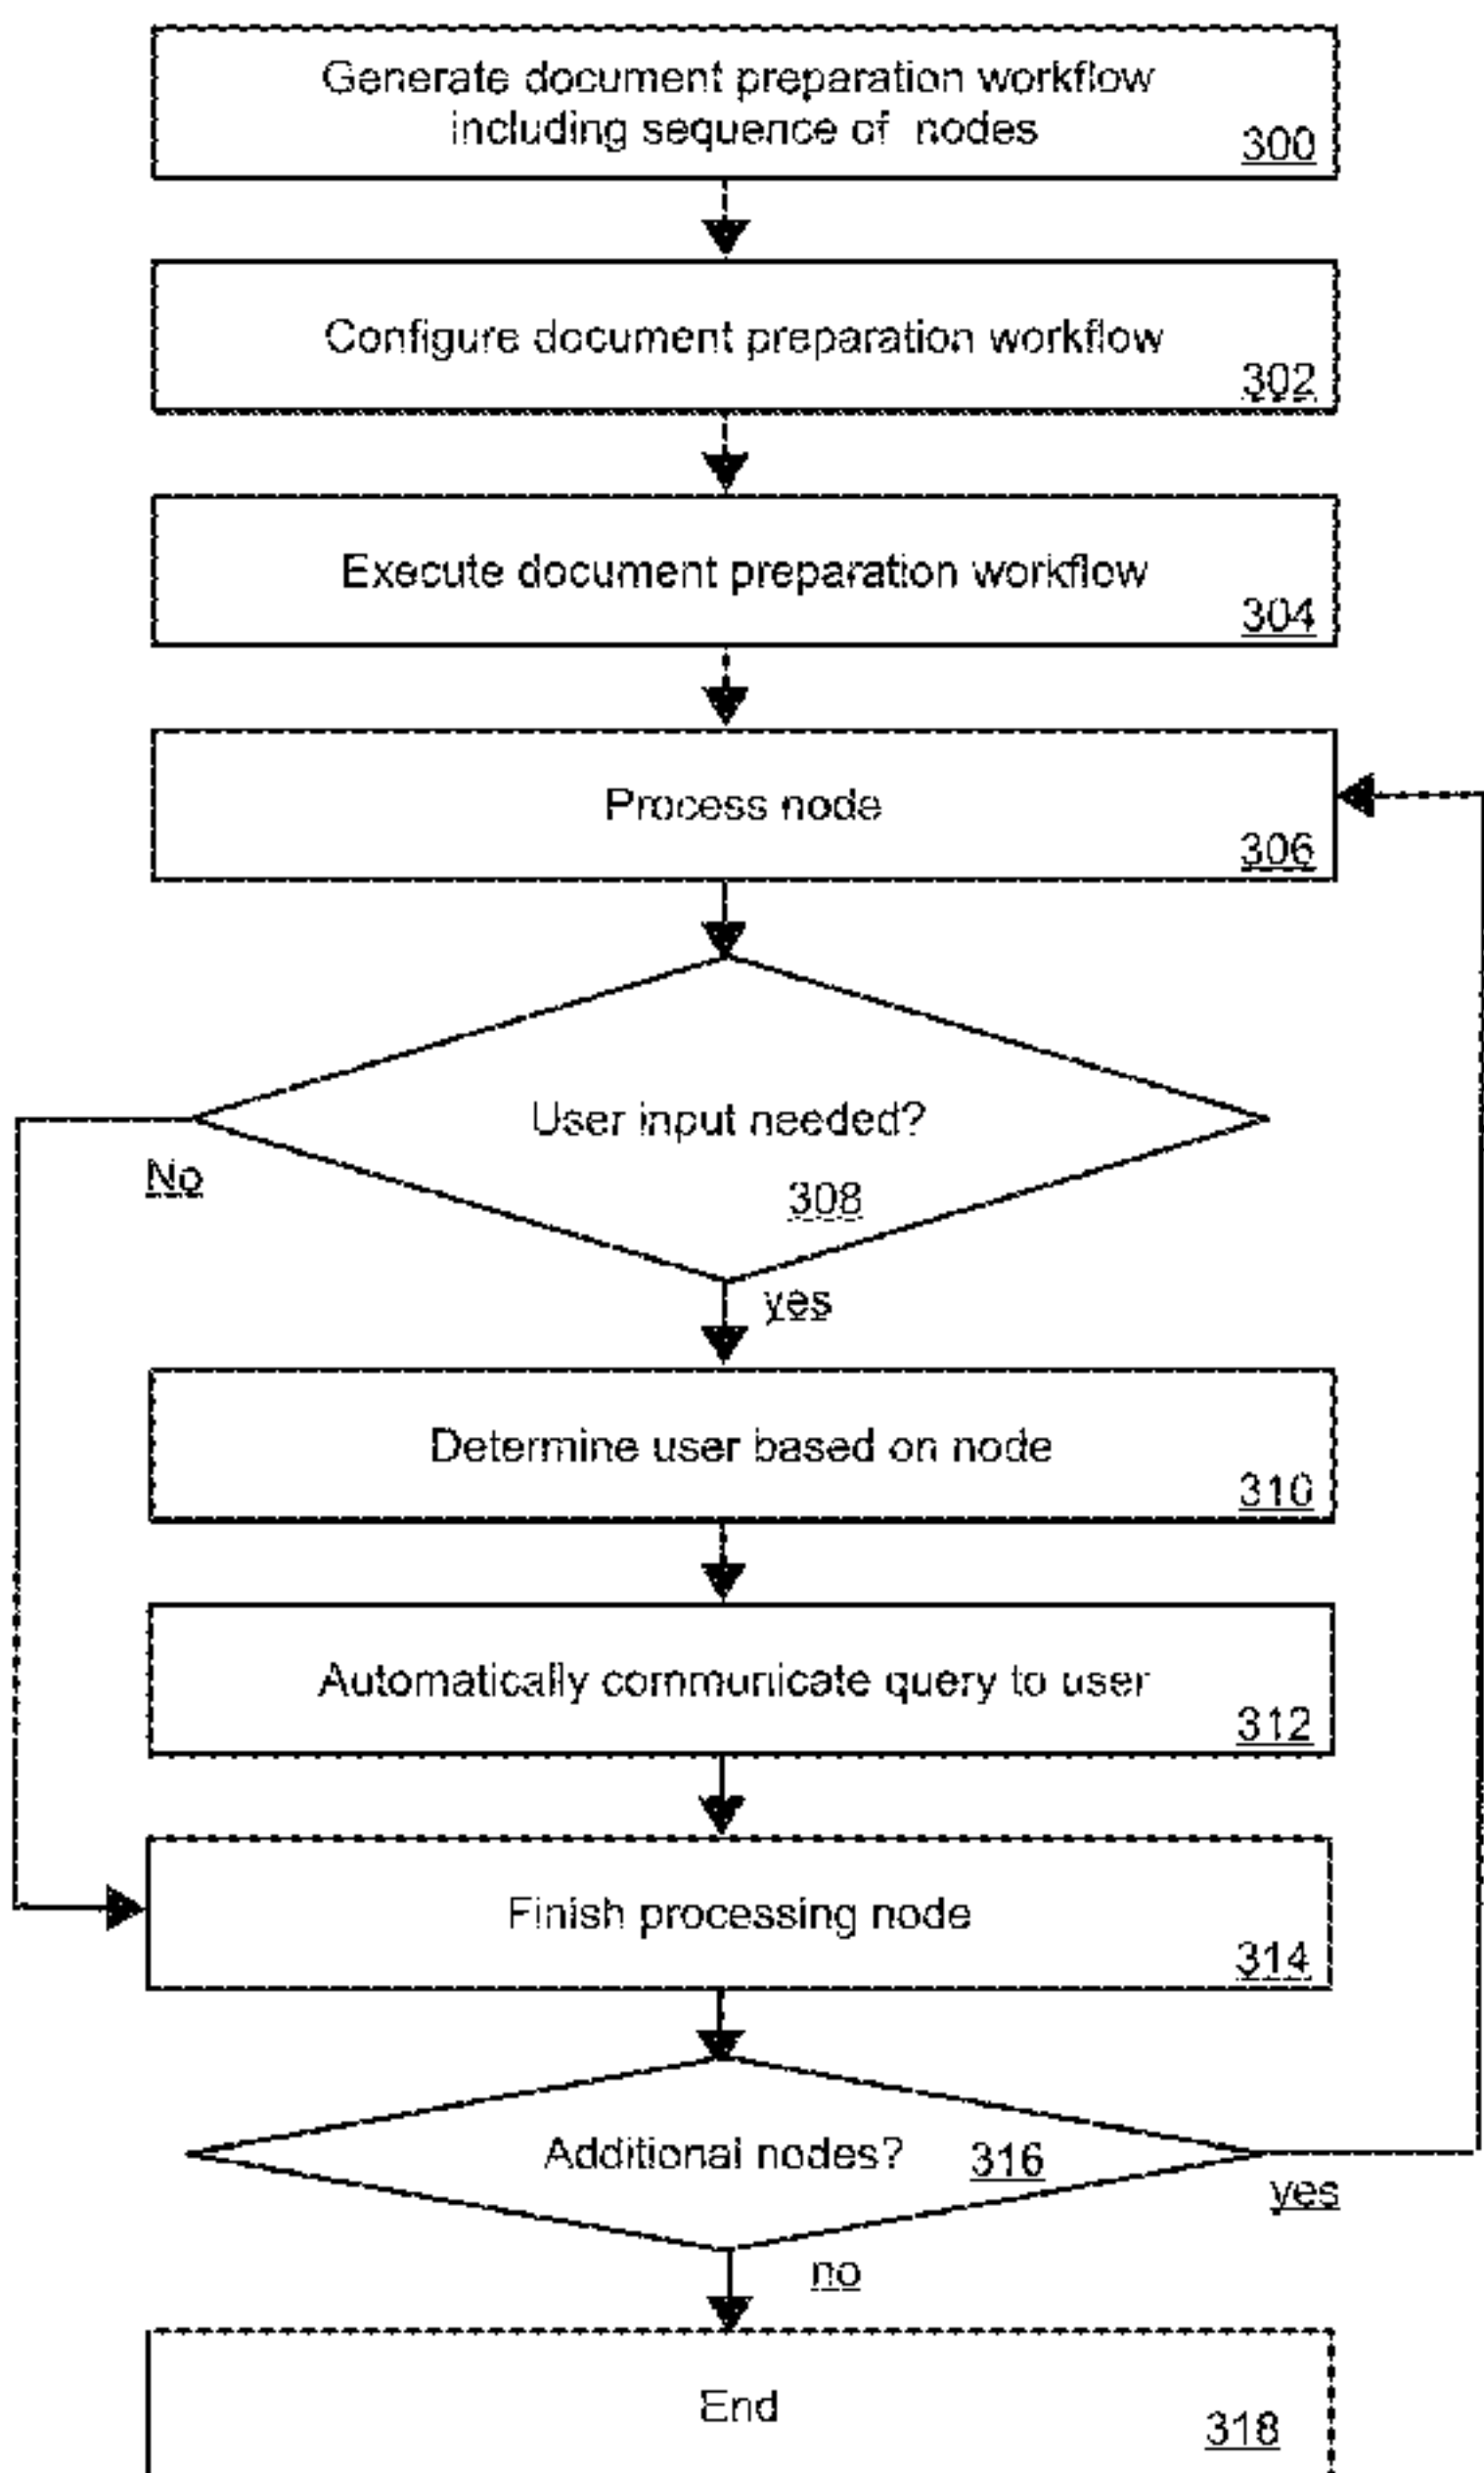 Generate document preparation workflow
including sequence of nodes
300
Configure document preparation workflow
302
Execute document preparation workflow
304
Process node
306
User input needed?
308
No
yes
Determine user based on node
310
Automatically communicate query to user
312
Finish processing node
314
Additional nodes? 316
yes
no
End
318